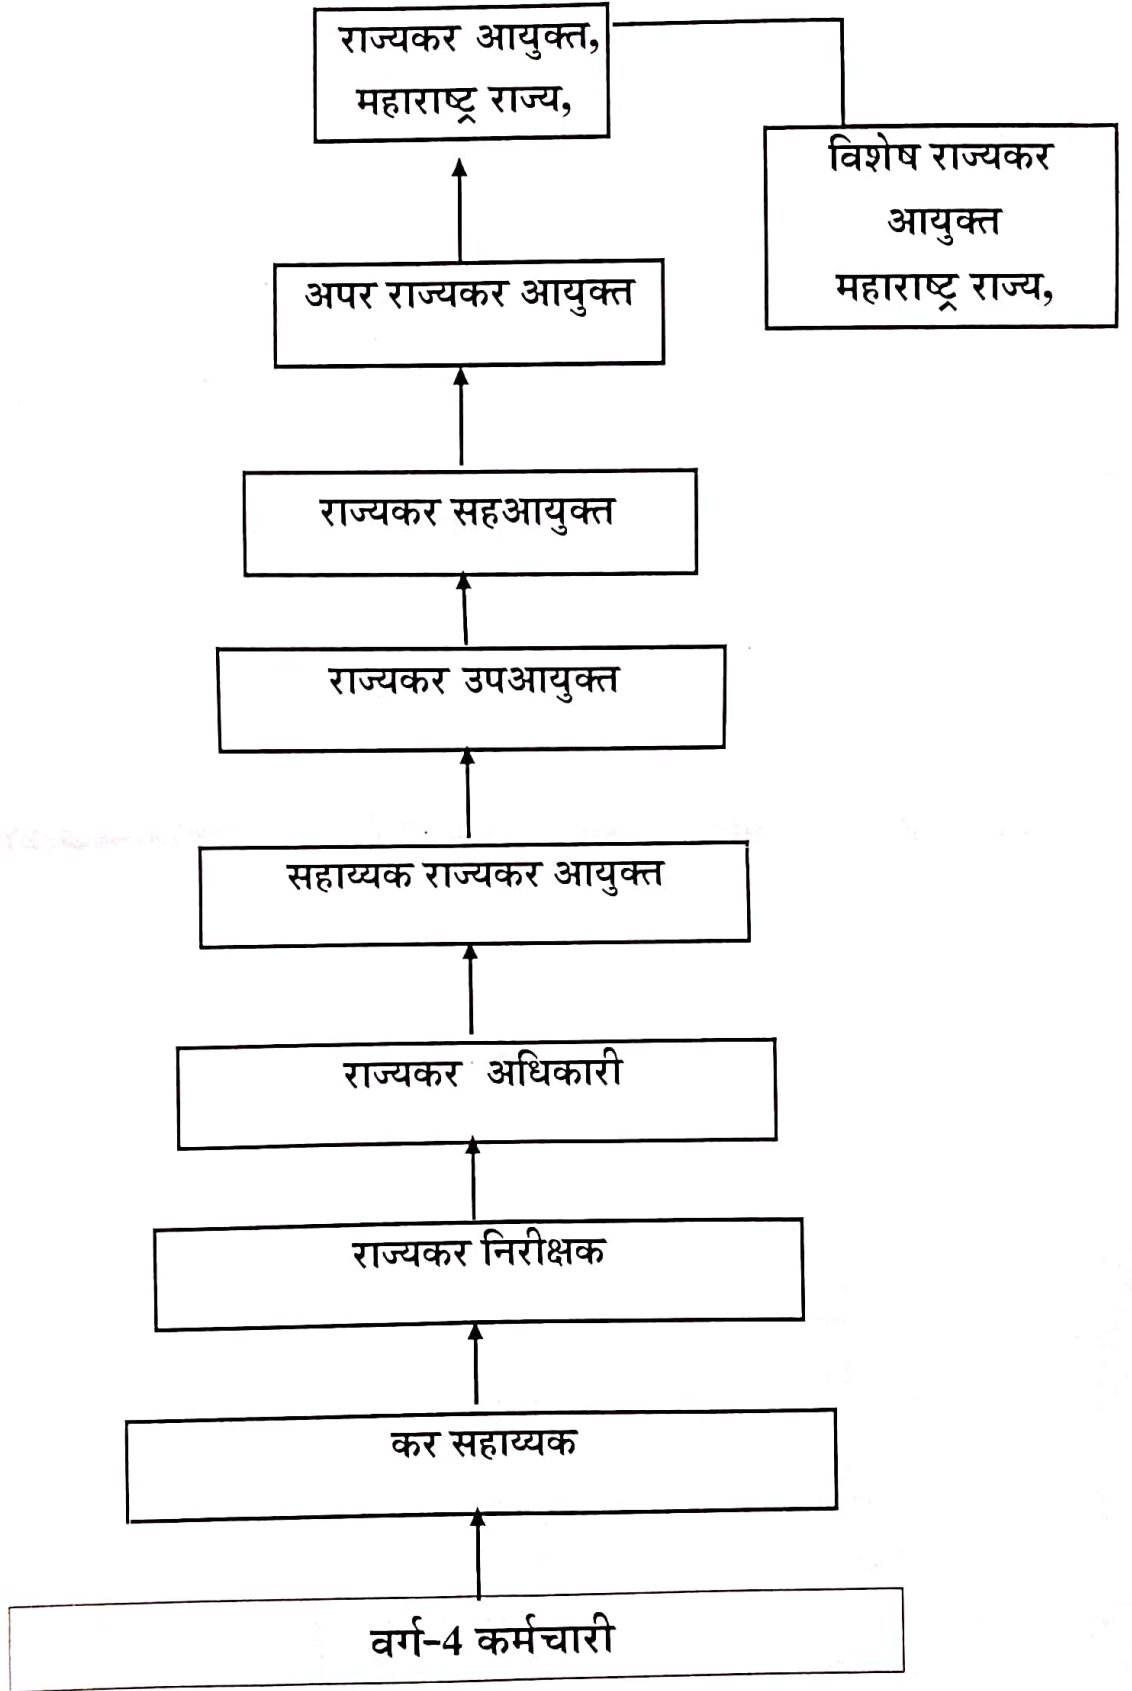 राज्यकर आयुक्त,
महाराष्ट्र राज्य,
विशेष राज्यकर
आयुक्त
महाराष्ट्र राज्य,
अपर राज्यकर आयुक्त
राज्यकर सहआयुक्त
राज्यकर उपआयुक्त
सहाय्यक राज्यकर आयुक्त
राज्यकर अधिकारी
राज्यकर निरीक्षक
कर सहाय्यक
वर्ग-4 कर्मचारी